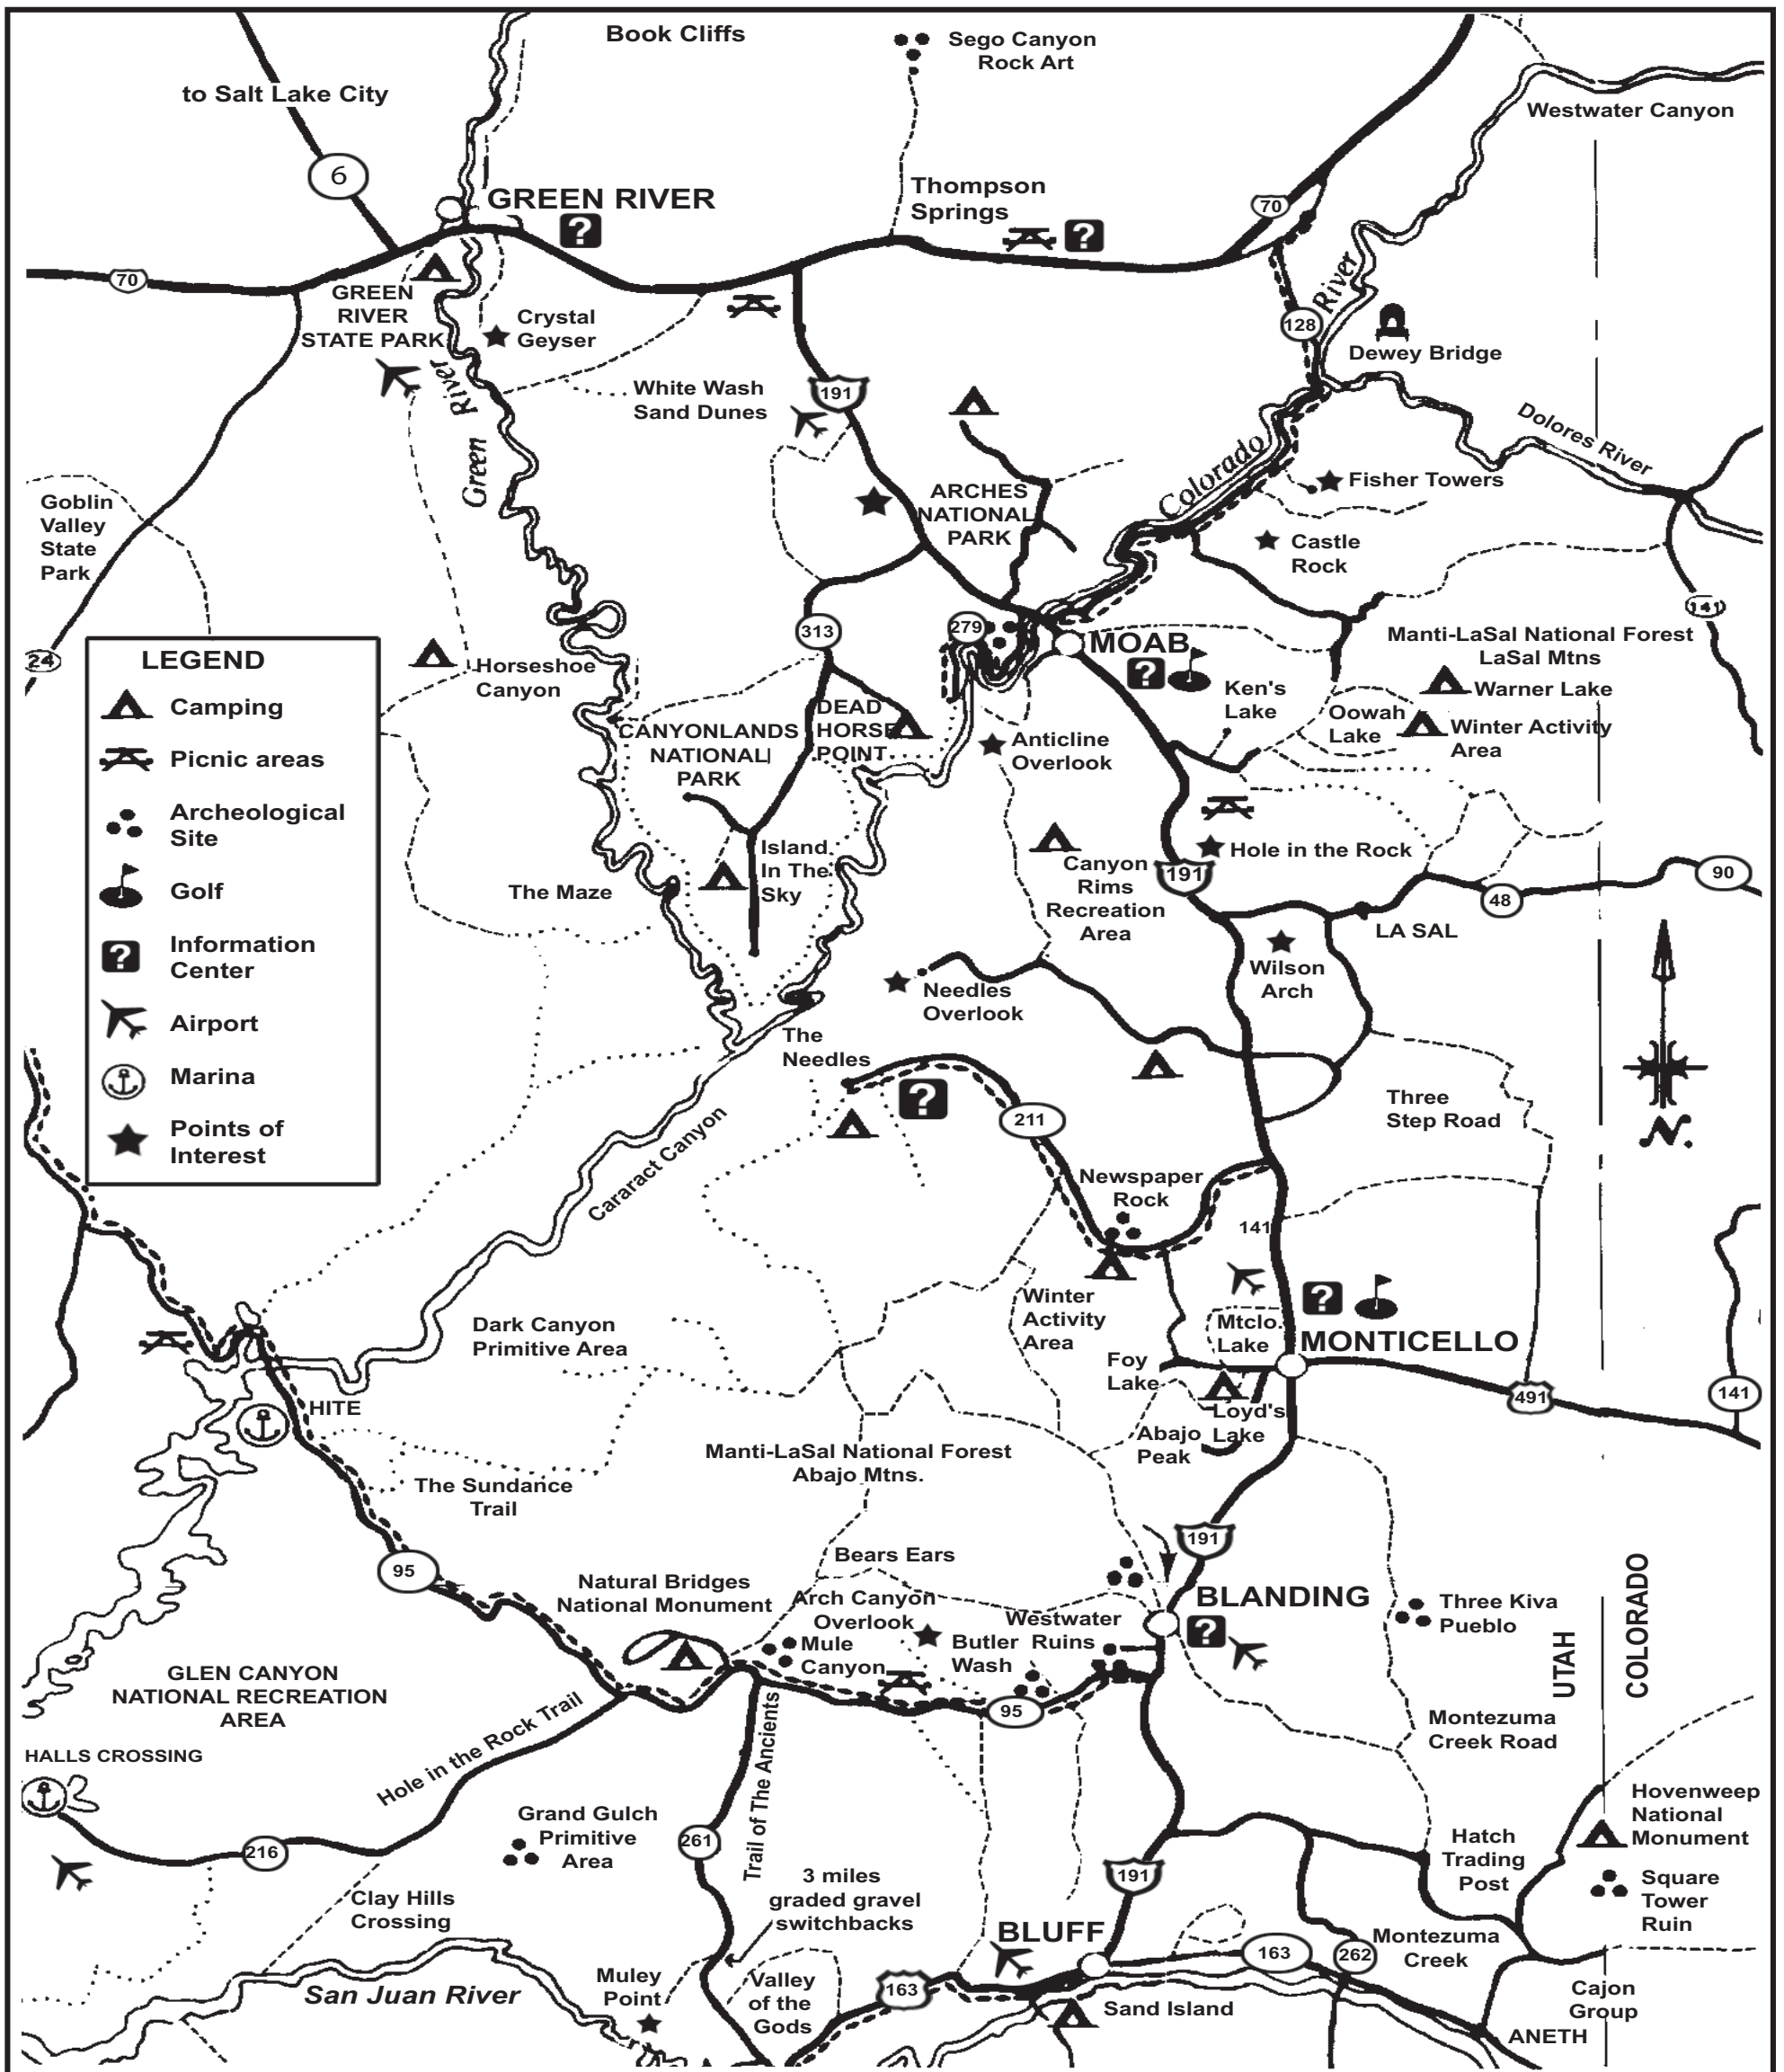 Book Cliffs
Sego Canyon
Rock Art
to Salt Lake City
Westwater Canyon
6
GREEN RIVER
?
Thompson
Springs
?
70
70
River
GREEN
RIVER
STATE PARK
Crystal
Geyser
128
Dewey Bridge
River
Green
White Wash
Sand Dunes
191
Dolores River
Colorado
Goblin
Valley
State
Park
ARCHES
NATIONAL
PARK
Fisher Towers
Castle
Rock
24
313
279
MOAB
?
141
Manti-LaSal National Forest
LaSal Mtns
Warner Lake
Winter Activity
Area
Horseshoe
Canyon
Ken's
Lake
Oowah
Lake
CANYONLANDS
NATIONAL
PARK
DEAD
HORSE
POINT
Anticline
Overlook
LEGEND
Camping
Picnic areas
Archeological
Site
Golf
?
Information
Center
Airport
Marina
Points of
Interest
The Maze
Island
In The
Sky
Canyon
Rims
Recreation
Area
191
Hole in the Rock
90
48
LA SAL
Wilson
Arch
Needles
Overlook
The
Needles
?
211
Three
Step Road
N.
Cararact Canyon
Newspaper
Rock
141
Winter
Activity
Area
?
Mtclo.
Lake
MONTICELLO
Foy
Lake
Loyd's
Lake
Abajo
Peak
491
141
Dark Canyon
Primitive Area
HITE
Manti-LaSal National Forest
Abajo Mtns.
The Sundance
Trail
95
191
Bears Ears
Natural Bridges
National Monument
Arch Canyon
Overlook
Mule
Canyon
Butler
Wash
Westwater
Ruins
BLANDING
?
Three Kiva
Pueblo
UTAH
COLORADO
95
GLEN CANYON
NATIONAL RECREATION
AREA
HALLS CROSSING
Hole in the Rock Trail
Trail of The Ancients
Montezuma
Creek Road
216
Grand Gulch
Primitive
Area
261
Clay Hills
Crossing
3 miles
graded gravel
switchbacks
191
Hatch
Trading
Post
Hovenweep
National
Monument
Square
Tower
Ruin
BLUFF
163
262
Montezuma
Creek
San Juan River
Muley
Point
Valley
of the
Gods
163
Sand Island
Cajon
Group
ANETH